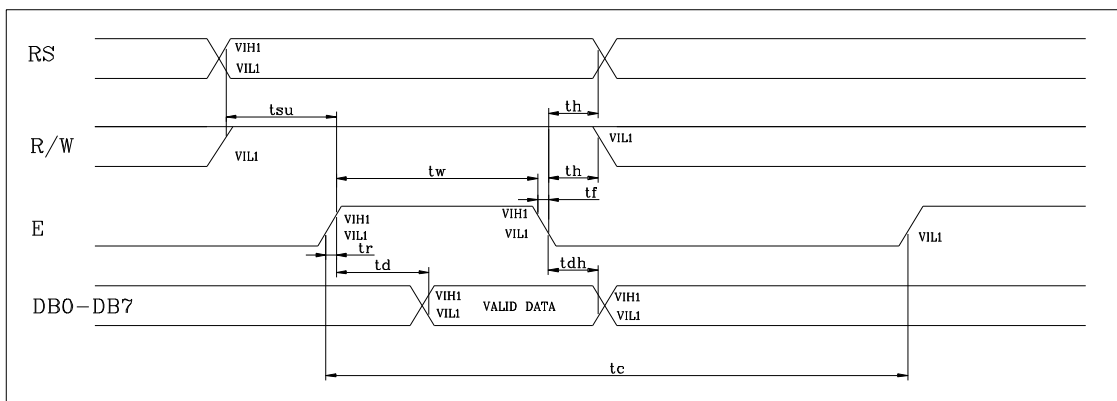 RS
VIH1
VIL1
tsu
th
R/W
VIL1
VIL1
tw
th
tf
E
VIH1
VIL1
VIH1
VIL1
VIL1
tr
td
tdh
DB0-DB7
VIH1
VIL1
VALID DATA
VIH1
VIL1
tc